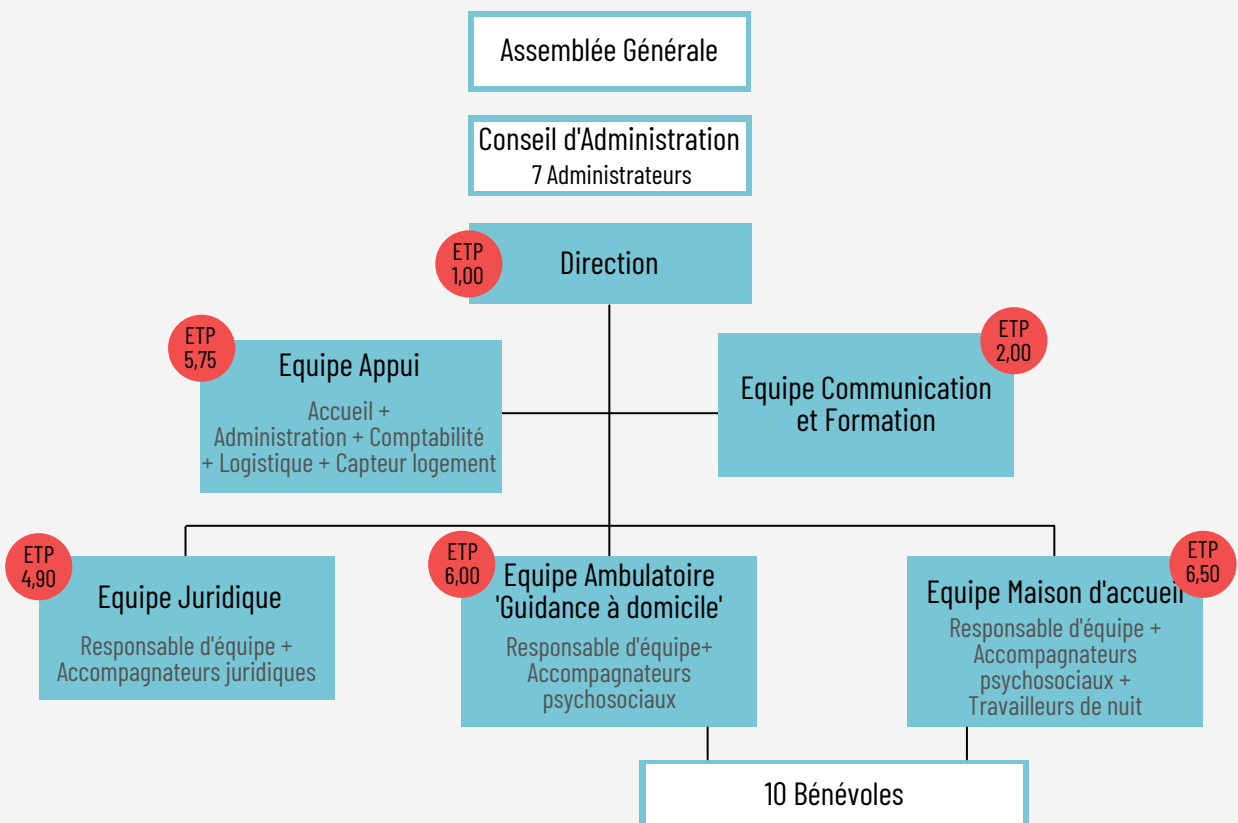 Assemblée Générale
Conseil d'Administration
7 Administrateurs
ETP
1,00
Direction
ETP
5,75
Equipe Appui
Accueil +
Administration + Comptabilité
+ Logistique + Capteur logement
ETP
2,00
Equipe Communication
et Formation
ETP
4,90
Equipe Juridique
Responsable d'équipe +
Accompagnateurs juridiques
ETP
6,00
Equipe Ambulatoire
'Guidance à domicile'
Responsable d'équipe+
Accompagnateurs
psychosociaux
ETP
6,50
Equipe Maison d'accueil
Responsable d'équipe +
Accompagnateurs
psychosociaux +
Travailleurs de nuit
10 Bénévoles